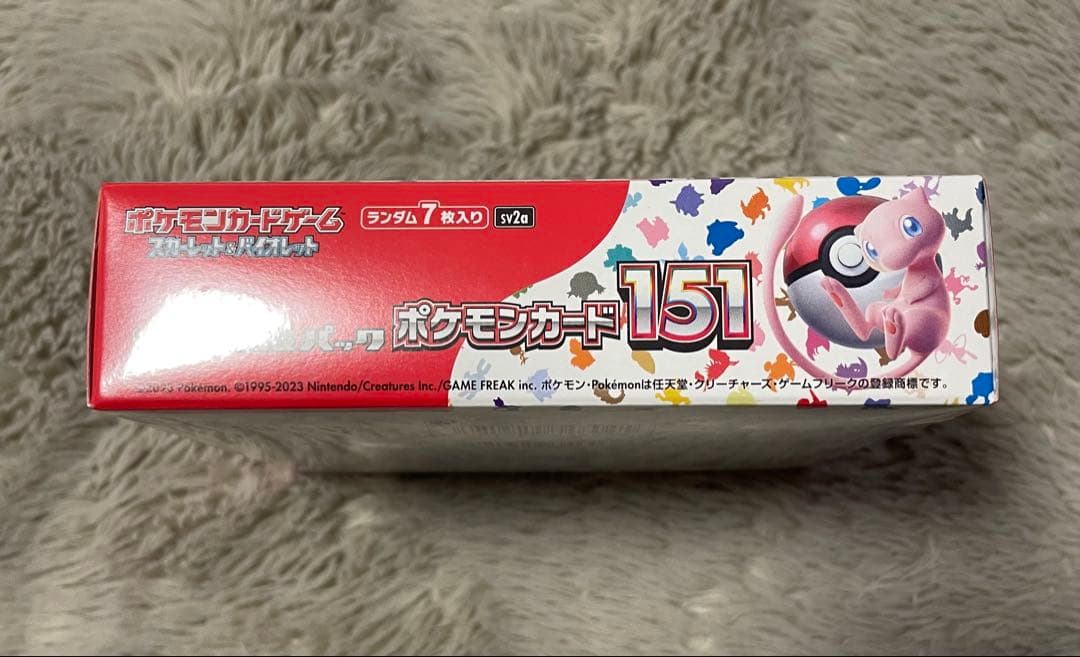 ポケモンカードゲーム
スカーレット&バイオレット
ランダム7枚入り sv2a
パック ポケモンカード151
Pokémon. ©1995-2023 Nintendo/Creatures Inc./GAME FREAK inc. ポケモン・Pokémonは任天堂・クリーチャーズ・ゲームフリークの登録商標です。